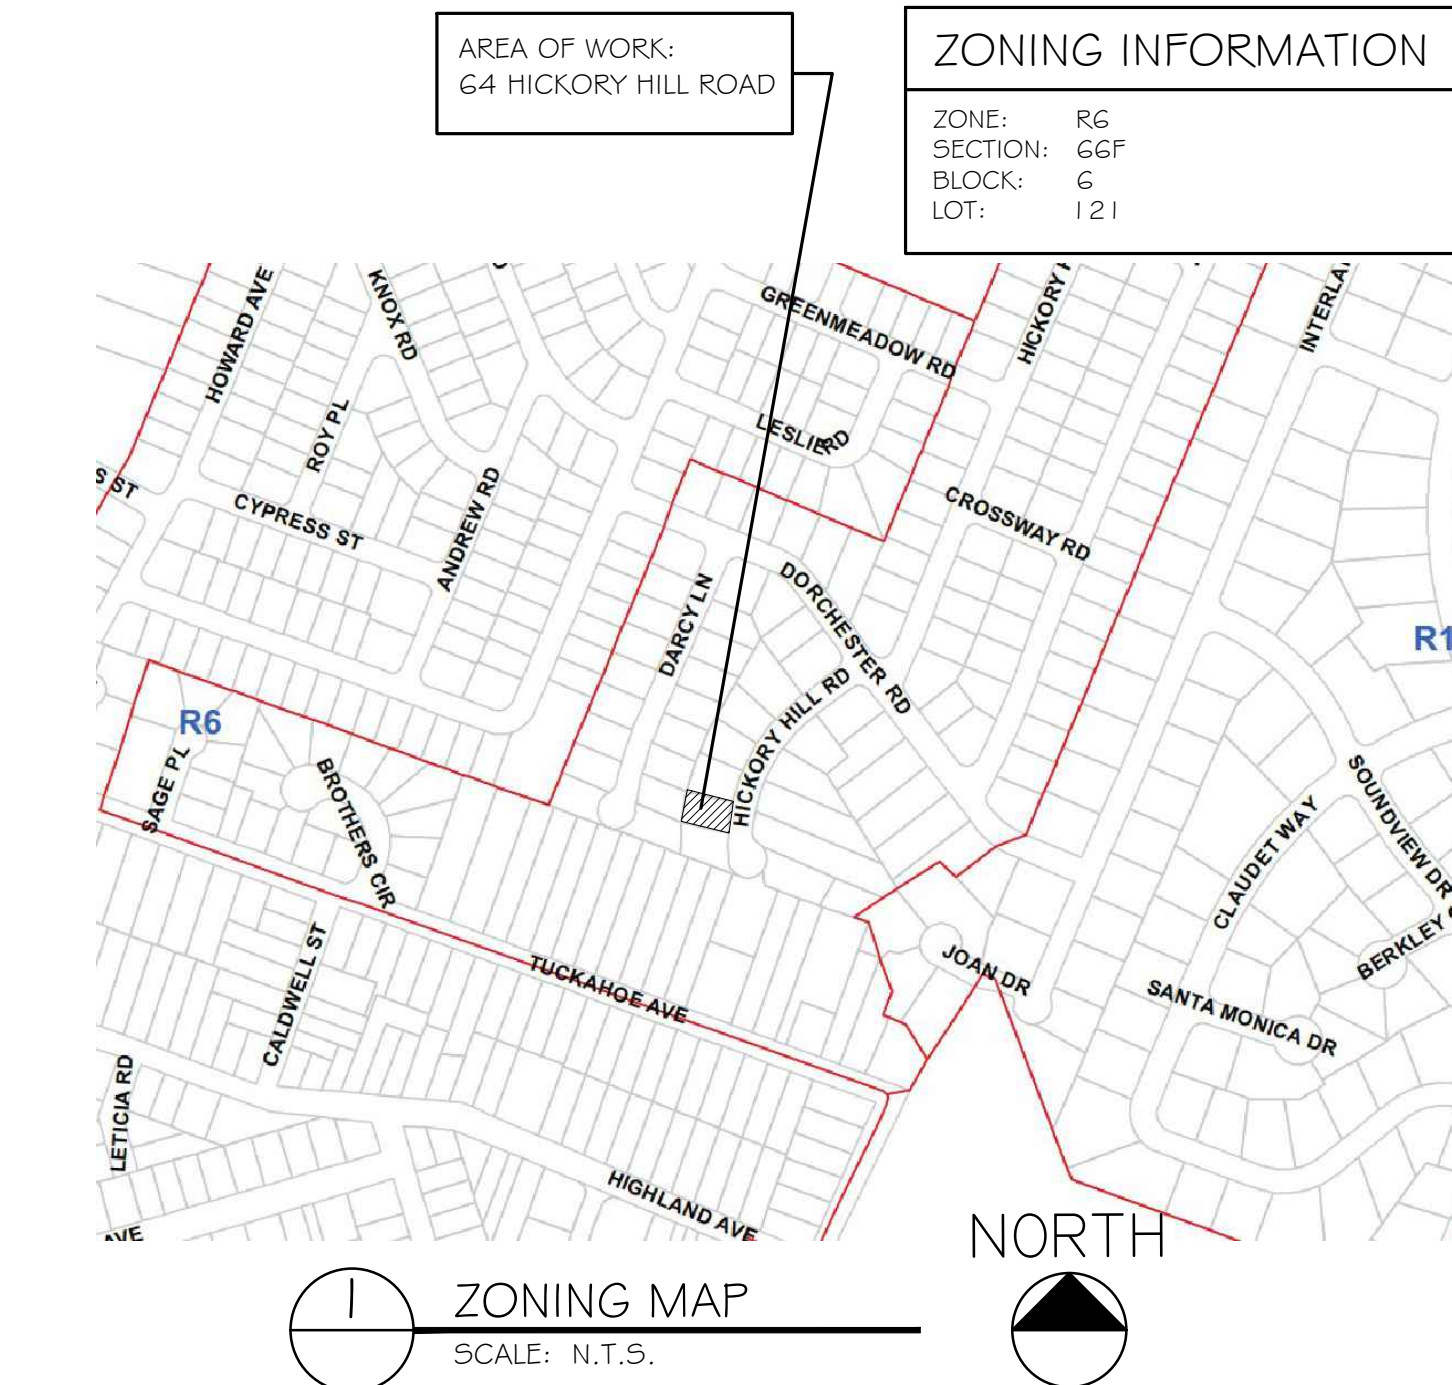 AREA OF WORK:
64 HICKORY HILL ROAD
ZONING INFORMATION
ZONE: R6
SECTION: 66F
BLOCK: 6
LOT: 121
HOWARD AVE
KNOX RD
GREENMEADOW RD
HICKORY
ROY PL
LESLIE RD
S ST
CYPRESS ST
ANDREW RD
CROSSWAY RD
DARCY LN
DORCHESTER RD
R1
HICKORY HILL RD
R6
SAGE PL
BROTHERS CIR
SOUNDVIEW DR
CLAUDET WAY
BERKLEY
CALDWELL ST
TUCKAHOE AVE
JOAN DR
SANTA MONICA DR
LETICIA RD
HIGHLAND AVE
AVE
NORTH
1
ZONING MAP
SCALE: N.T.S.